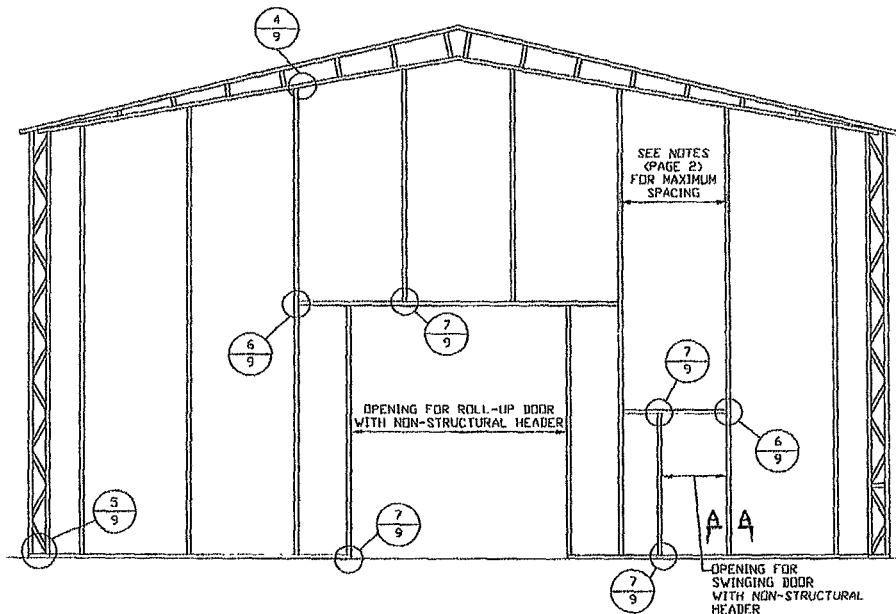 4
9
SEE NOTES
(PAGE 2)
FOR MAXIMUM
SPACING
6
9
7
9
7
9
6
9
OPENING FOR ROLL-UP DOOR
WITH NON-STRUCTURAL HEADER
5
9
7
9
7
9
A A
OPENING FOR
SWINGING DOOR
WITH NON-STRUCTURAL
HEADER